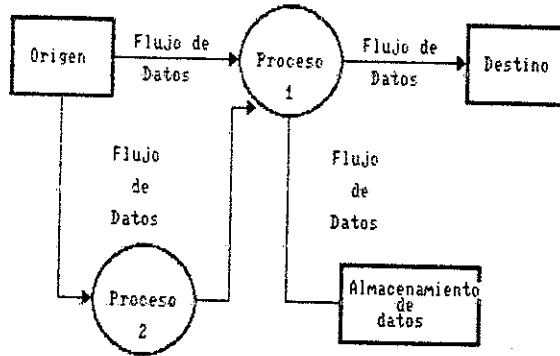 Origen
Flujo de
Datos
Proceso
1
Flujo de
Datos
Destino
Flujo
de
Datos
Flujo
de
Datos
Proceso
2
Almacenamiento
de
datos